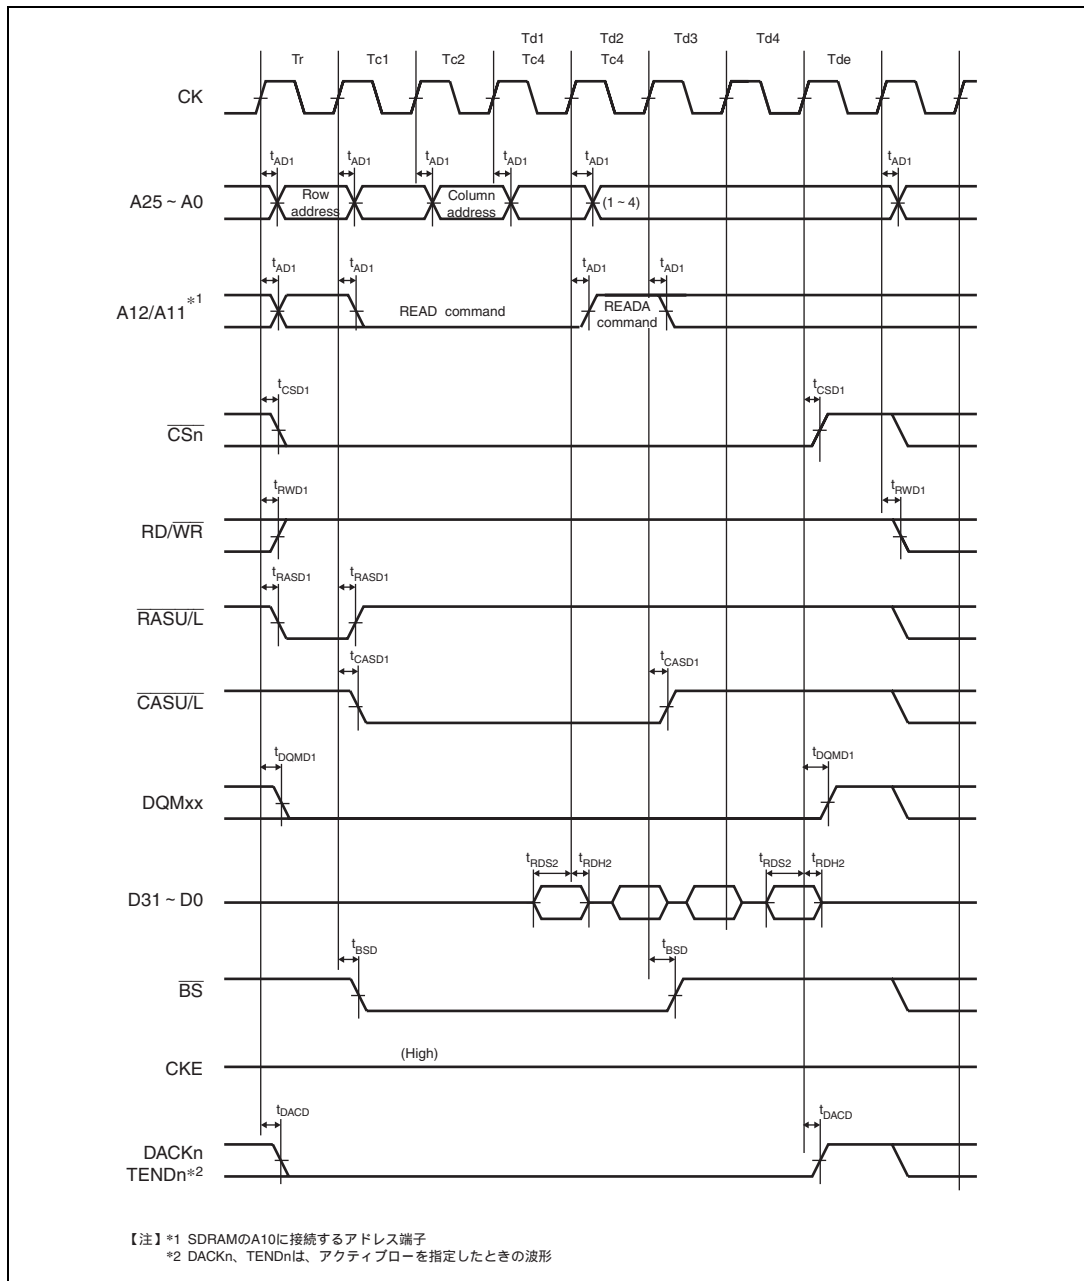 Td1 Td2 Td3 Td4
Tr Tc1 Tc2 Tc4 Tc4 Tde
CK
tAD1 tAD1 tAD1 tAD1 tAD1 tAD1
A25 ~ A0
Row address
Column address
(1 ~ 4)
tAD1 tAD1 tAD1 tAD1
A12/A11*1
READ command
READA command
tCSD1 tCSD1
CSn
tRWD1 tRWD1
RD/WR
tRASD1 tRASD1
RASU/L
tCASD1 tCASD1
CASU/L
tDQMD1 tDQMD1
DQMxx
tRDS2 tRDH2 tRDS2 tRDH2
D31 ~ D0
tBSD tBSD
BS
(High)
CKE
tDACD tDACD
DACKn
TENDn*2
【注】*1 SDRAMのA10に接続するアドレス端子
*2 DACKn、TENDnは、アクティブローを指定したときの波形